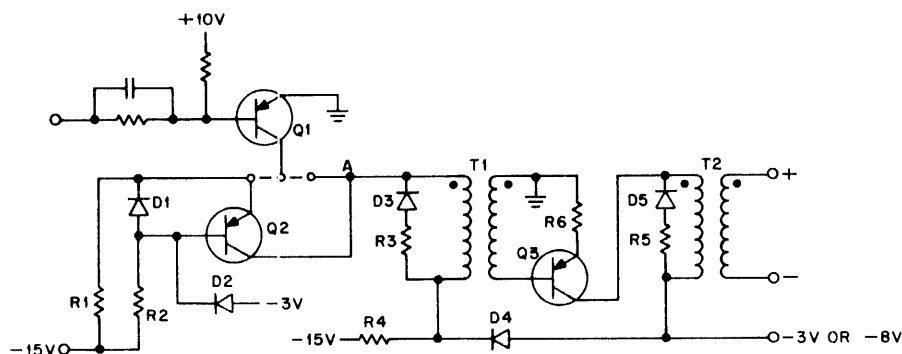 +10V
Q1
A
T1
T2
+
D1
D3
D5
Q2
R6
R3
Q3
R5
D2
-3V
R1
R2
-
-15V
-15V
R4
D4
-3V OR -8V